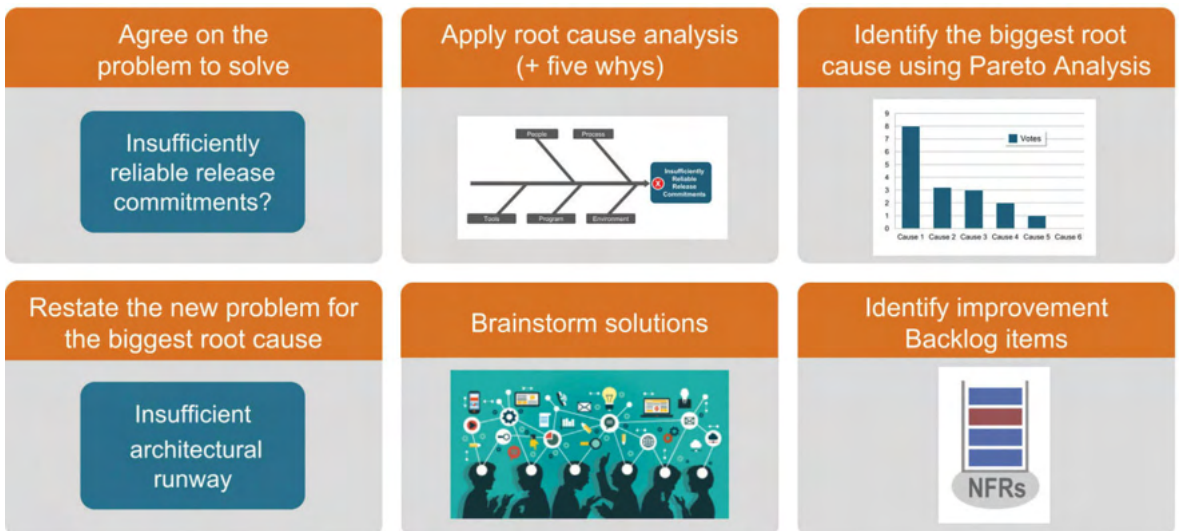 Agree on the
problem to solve
Insufficiently
reliable release
commitments?
Apply root cause analysis
(+ five whys)
People
Process
Insufficiently
Reliable
Release
Commitments
X
Tools
Program
Environment
Identify the biggest root
cause using Pareto Analysis
9
8
7
6
5
4
3
2
1
0
Votes
Cause 1 Cause 2 Cause 3 Cause 4 Cause 5 Cause 6
Restate the new problem for
the biggest root cause
Insufficient
architectural
runway
Brainstorm solutions
Identify improvement
Backlog items
NFRs